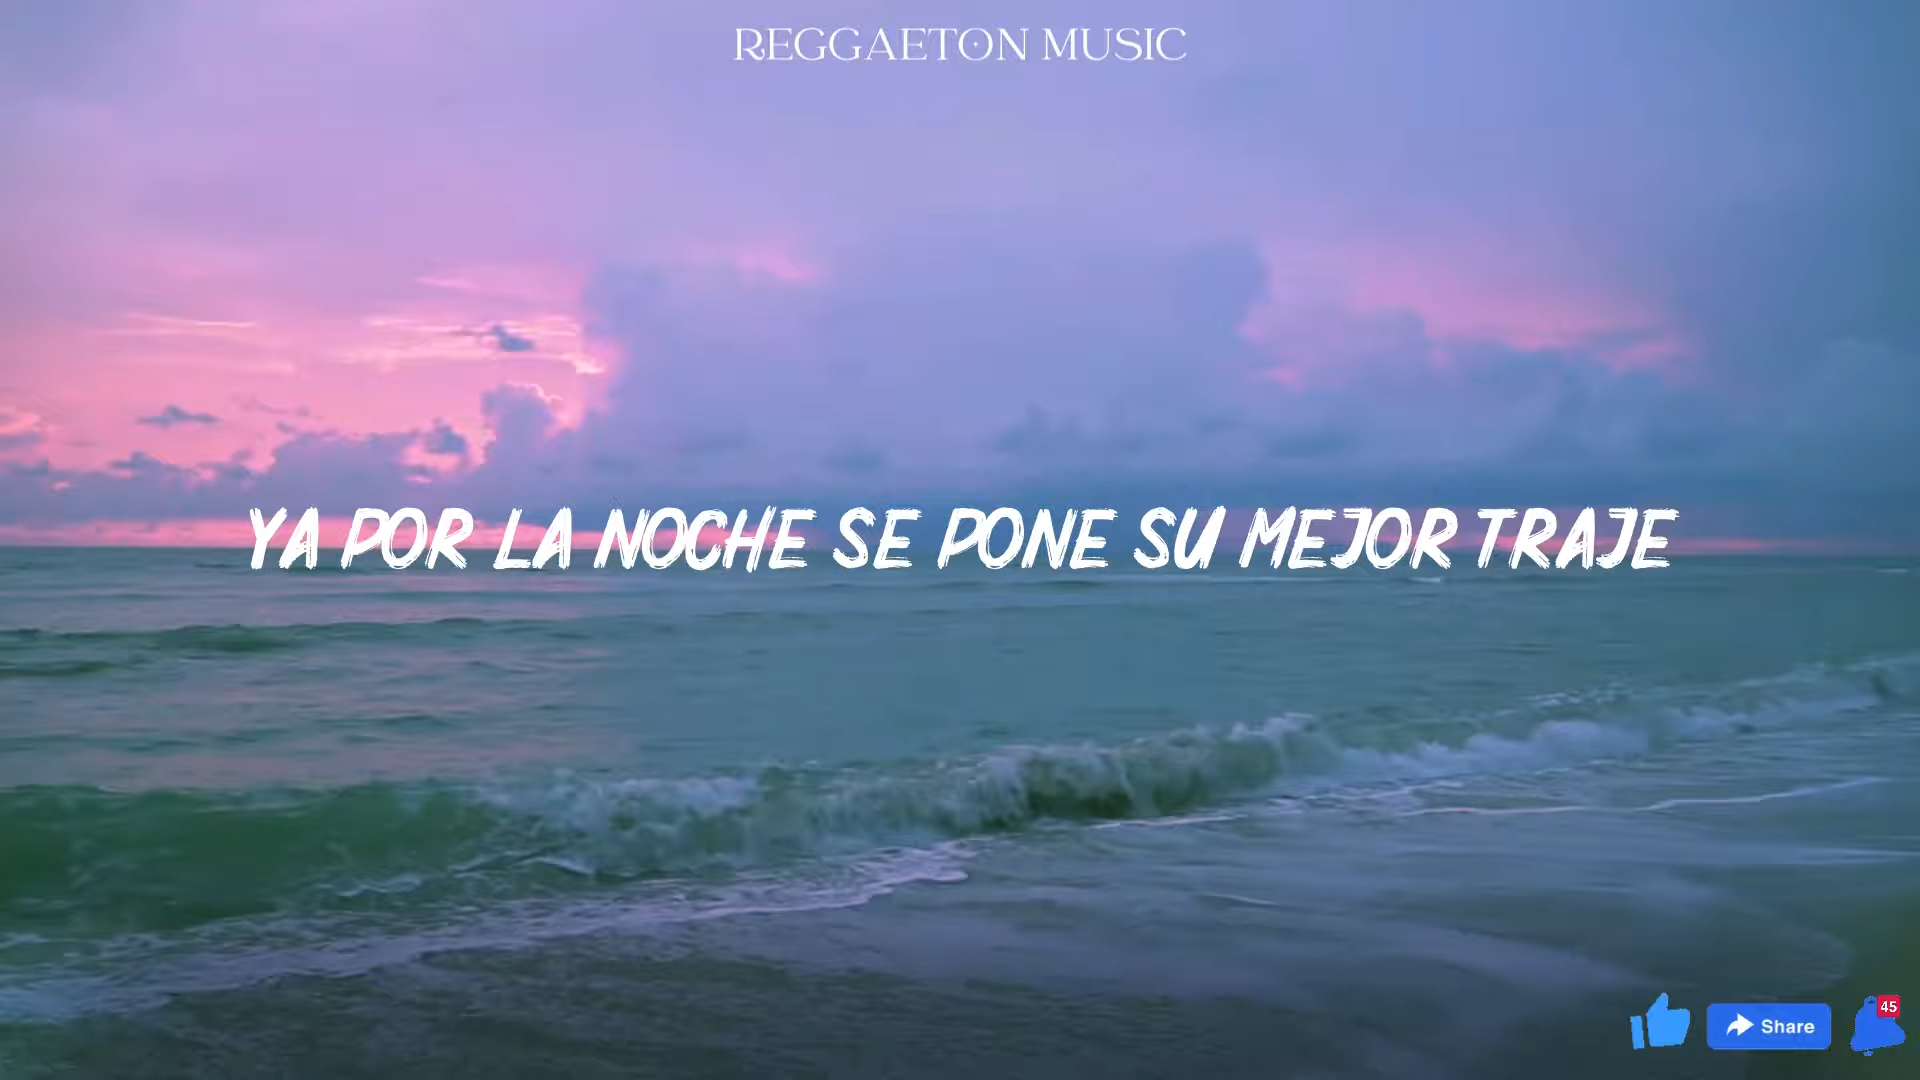 REGGAETON MUSIC
YA POR LA NOCHE SE PONE SU MEJOR TRAJE
45
Share